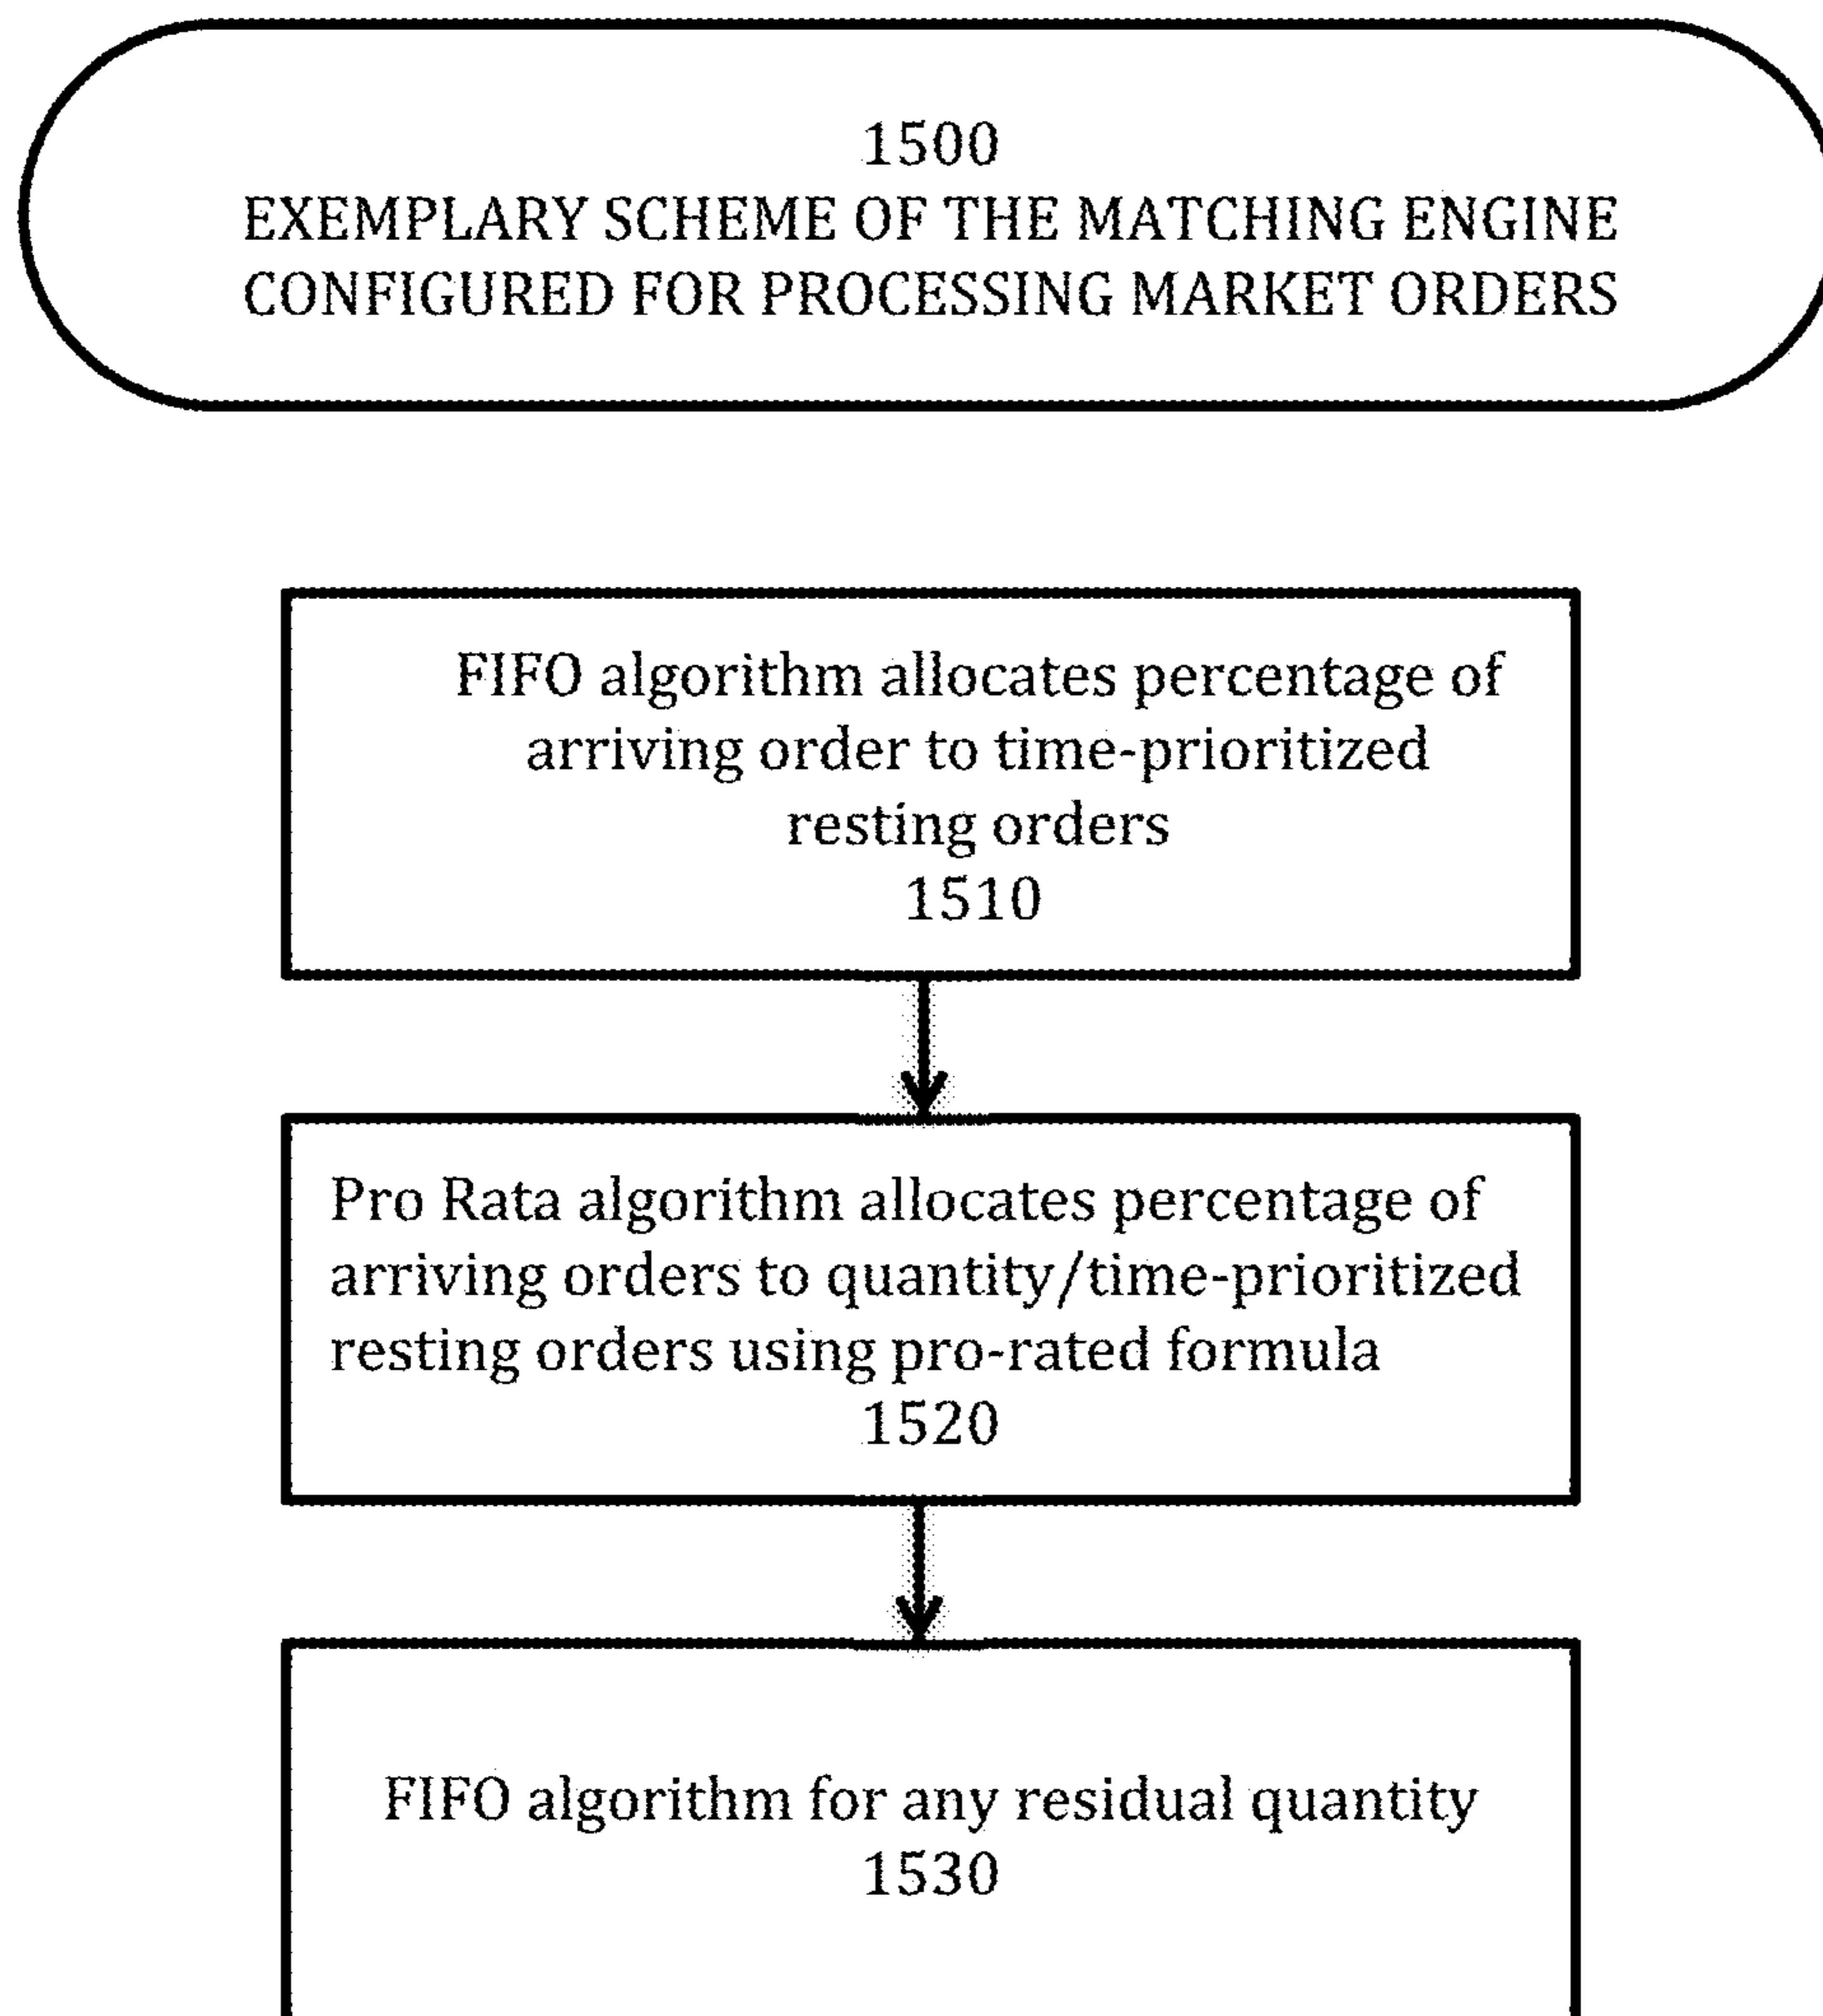 1500
EXEMPLARY SCHEME OF THE MATCHING ENGINE
CONFIGURED FOR PROCESSING MARKET ORDERS
FIFO algorithm allocates percentage of
arriving order to time-prioritized
resting orders
1510
Pro Rata algorithm allocates percentage of
arriving orders to quantity/time-prioritized
resting orders using pro-rated formula
1520
FIFO algorithm for any residual quantity
1530